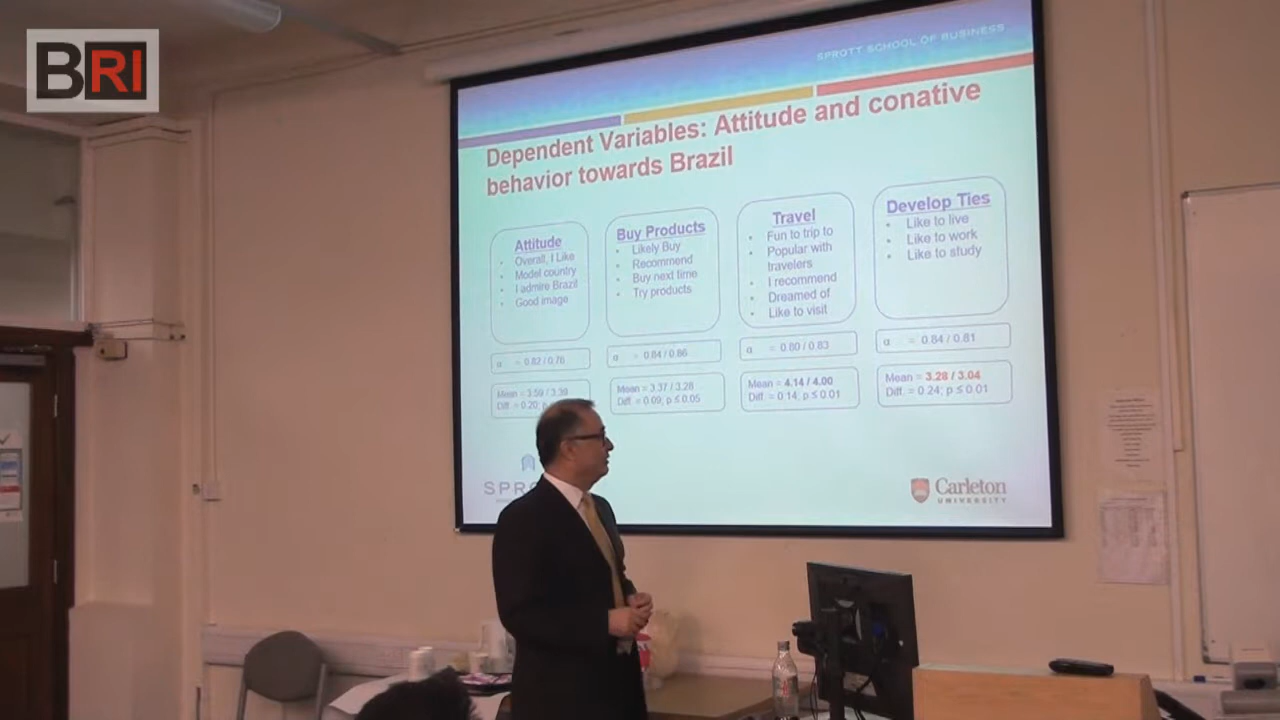 BRI
SPROTT SCHOOL OF BUSINESS
Dependent Variables: Attitude and conative
behavior towards Brazil
Attitude
• Overall, I Like
• Model country
• I admire Brazil
• Good image
α = 0.82 / 0.76
Mean = 3.59 / 3.39
Diff. = 0.20; p
Buy Products
• Likely Buy
• Recommend
• Buy next time
• Try products
α = 0.84 / 0.86
Mean = 3.37 / 3.28
Diff. = 0.09; p ≤ 0.05
Travel
• Fun to trip to
• Popular with
travelers
• I recommend
• Dreamed of
• Like to visit
α = 0.80 / 0.83
Mean = 4.14 / 4.00
Diff. = 0.14; p ≤ 0.01
Develop Ties
• Like to live
• Like to work
• Like to study
α = 0.84 / 0.81
Mean = 3.28 / 3.04
Diff. = 0.24; p ≤ 0.01
SPRO
Carleton
UNIVERSITY